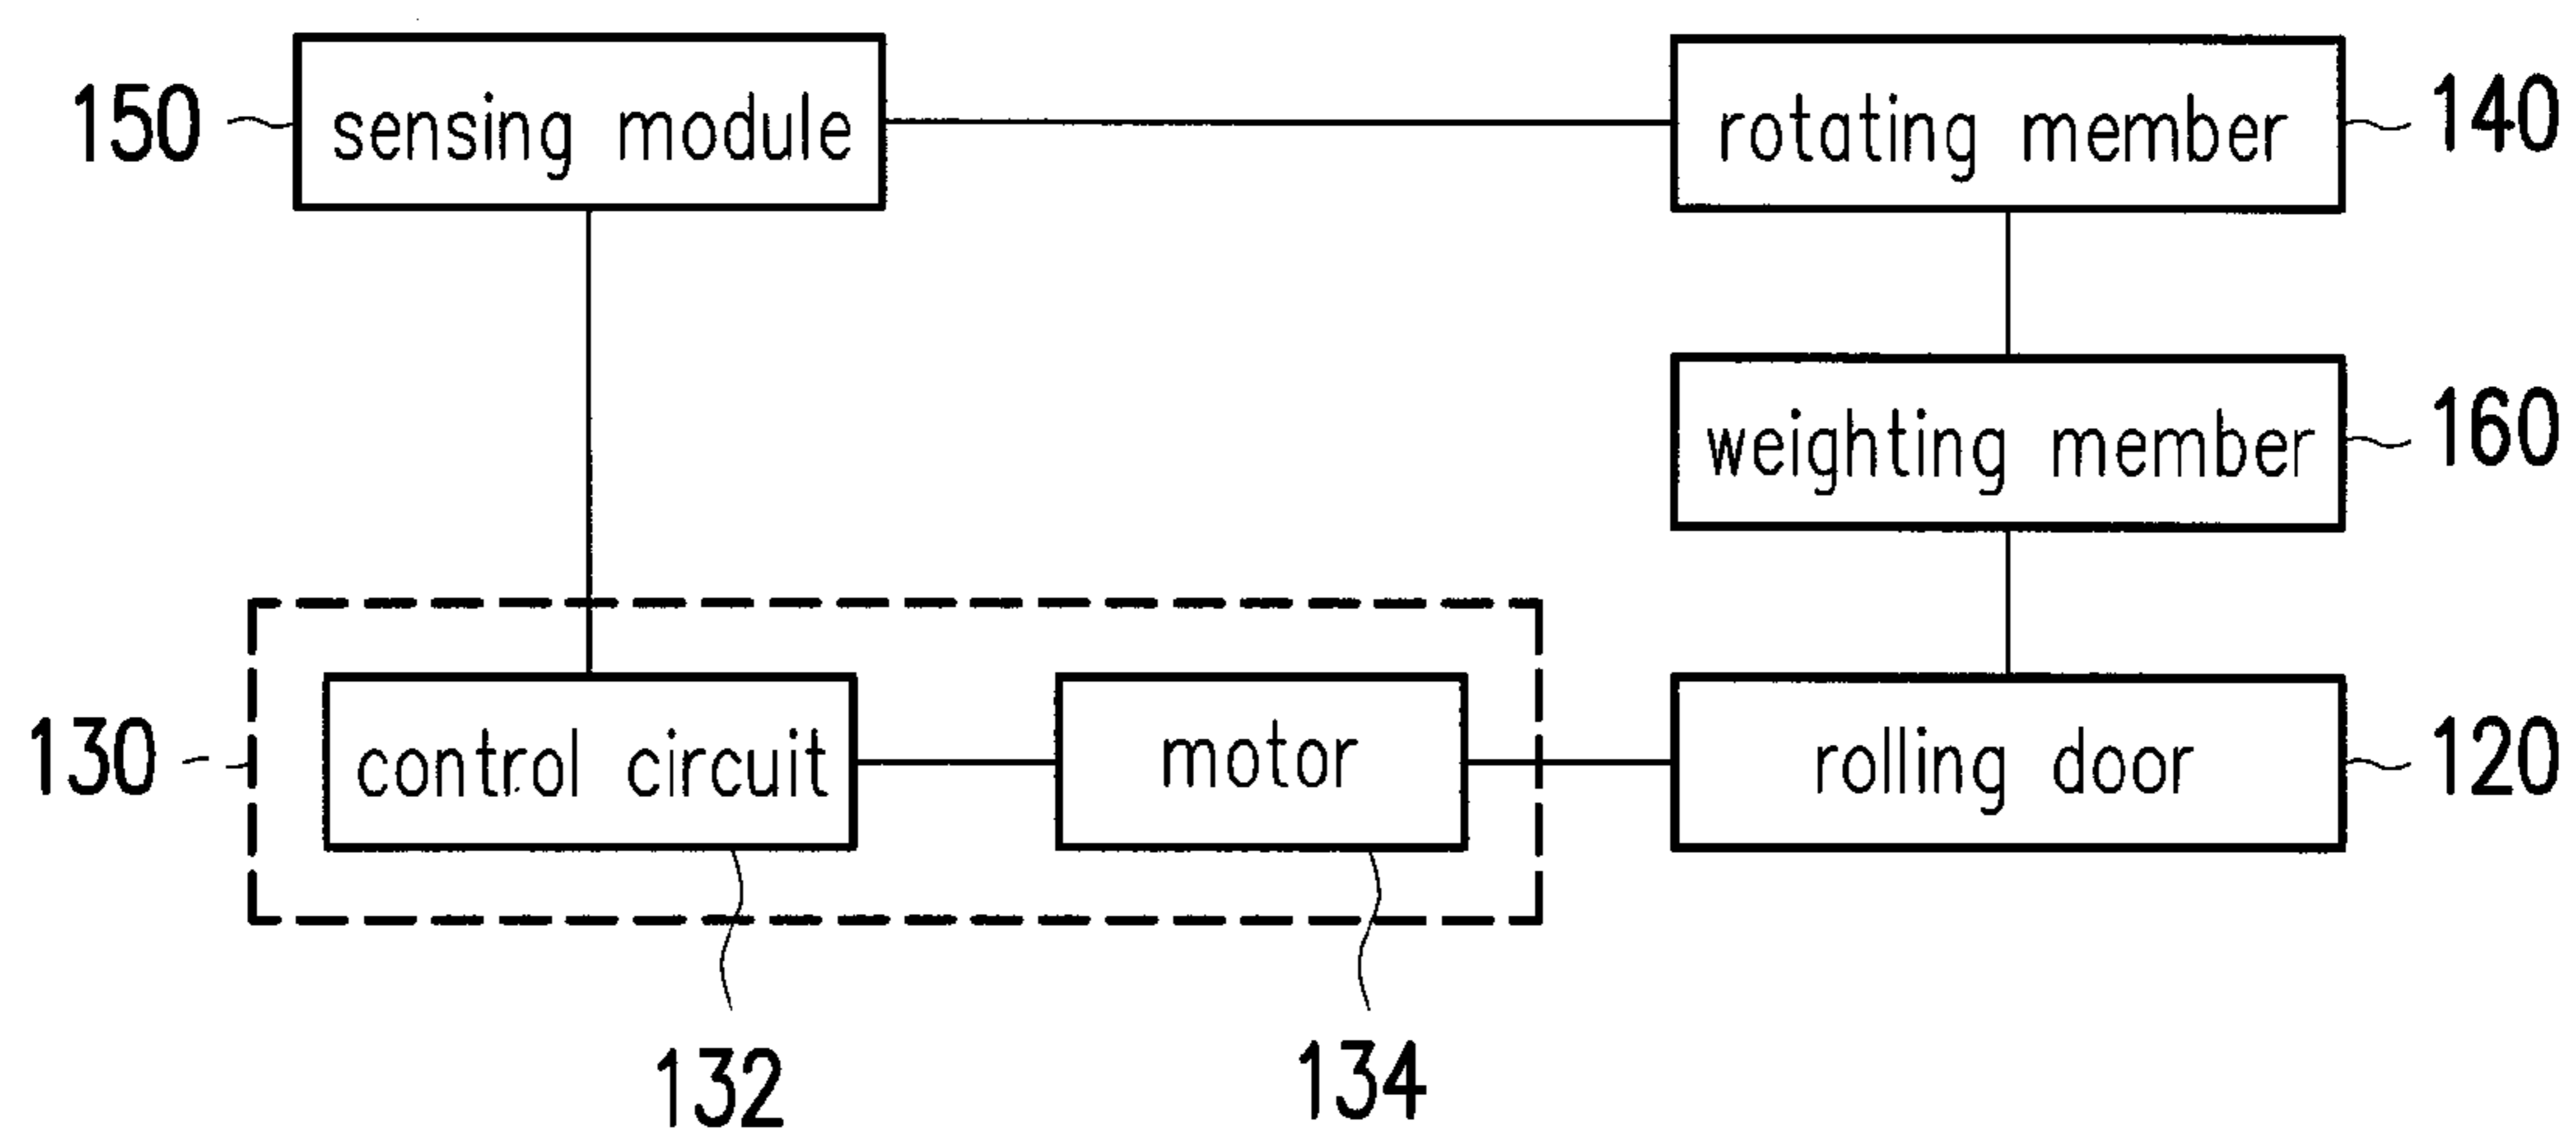 150 sensing module rotating member 140
weighting member 160
130 control circuit motor rolling door 120
132 134